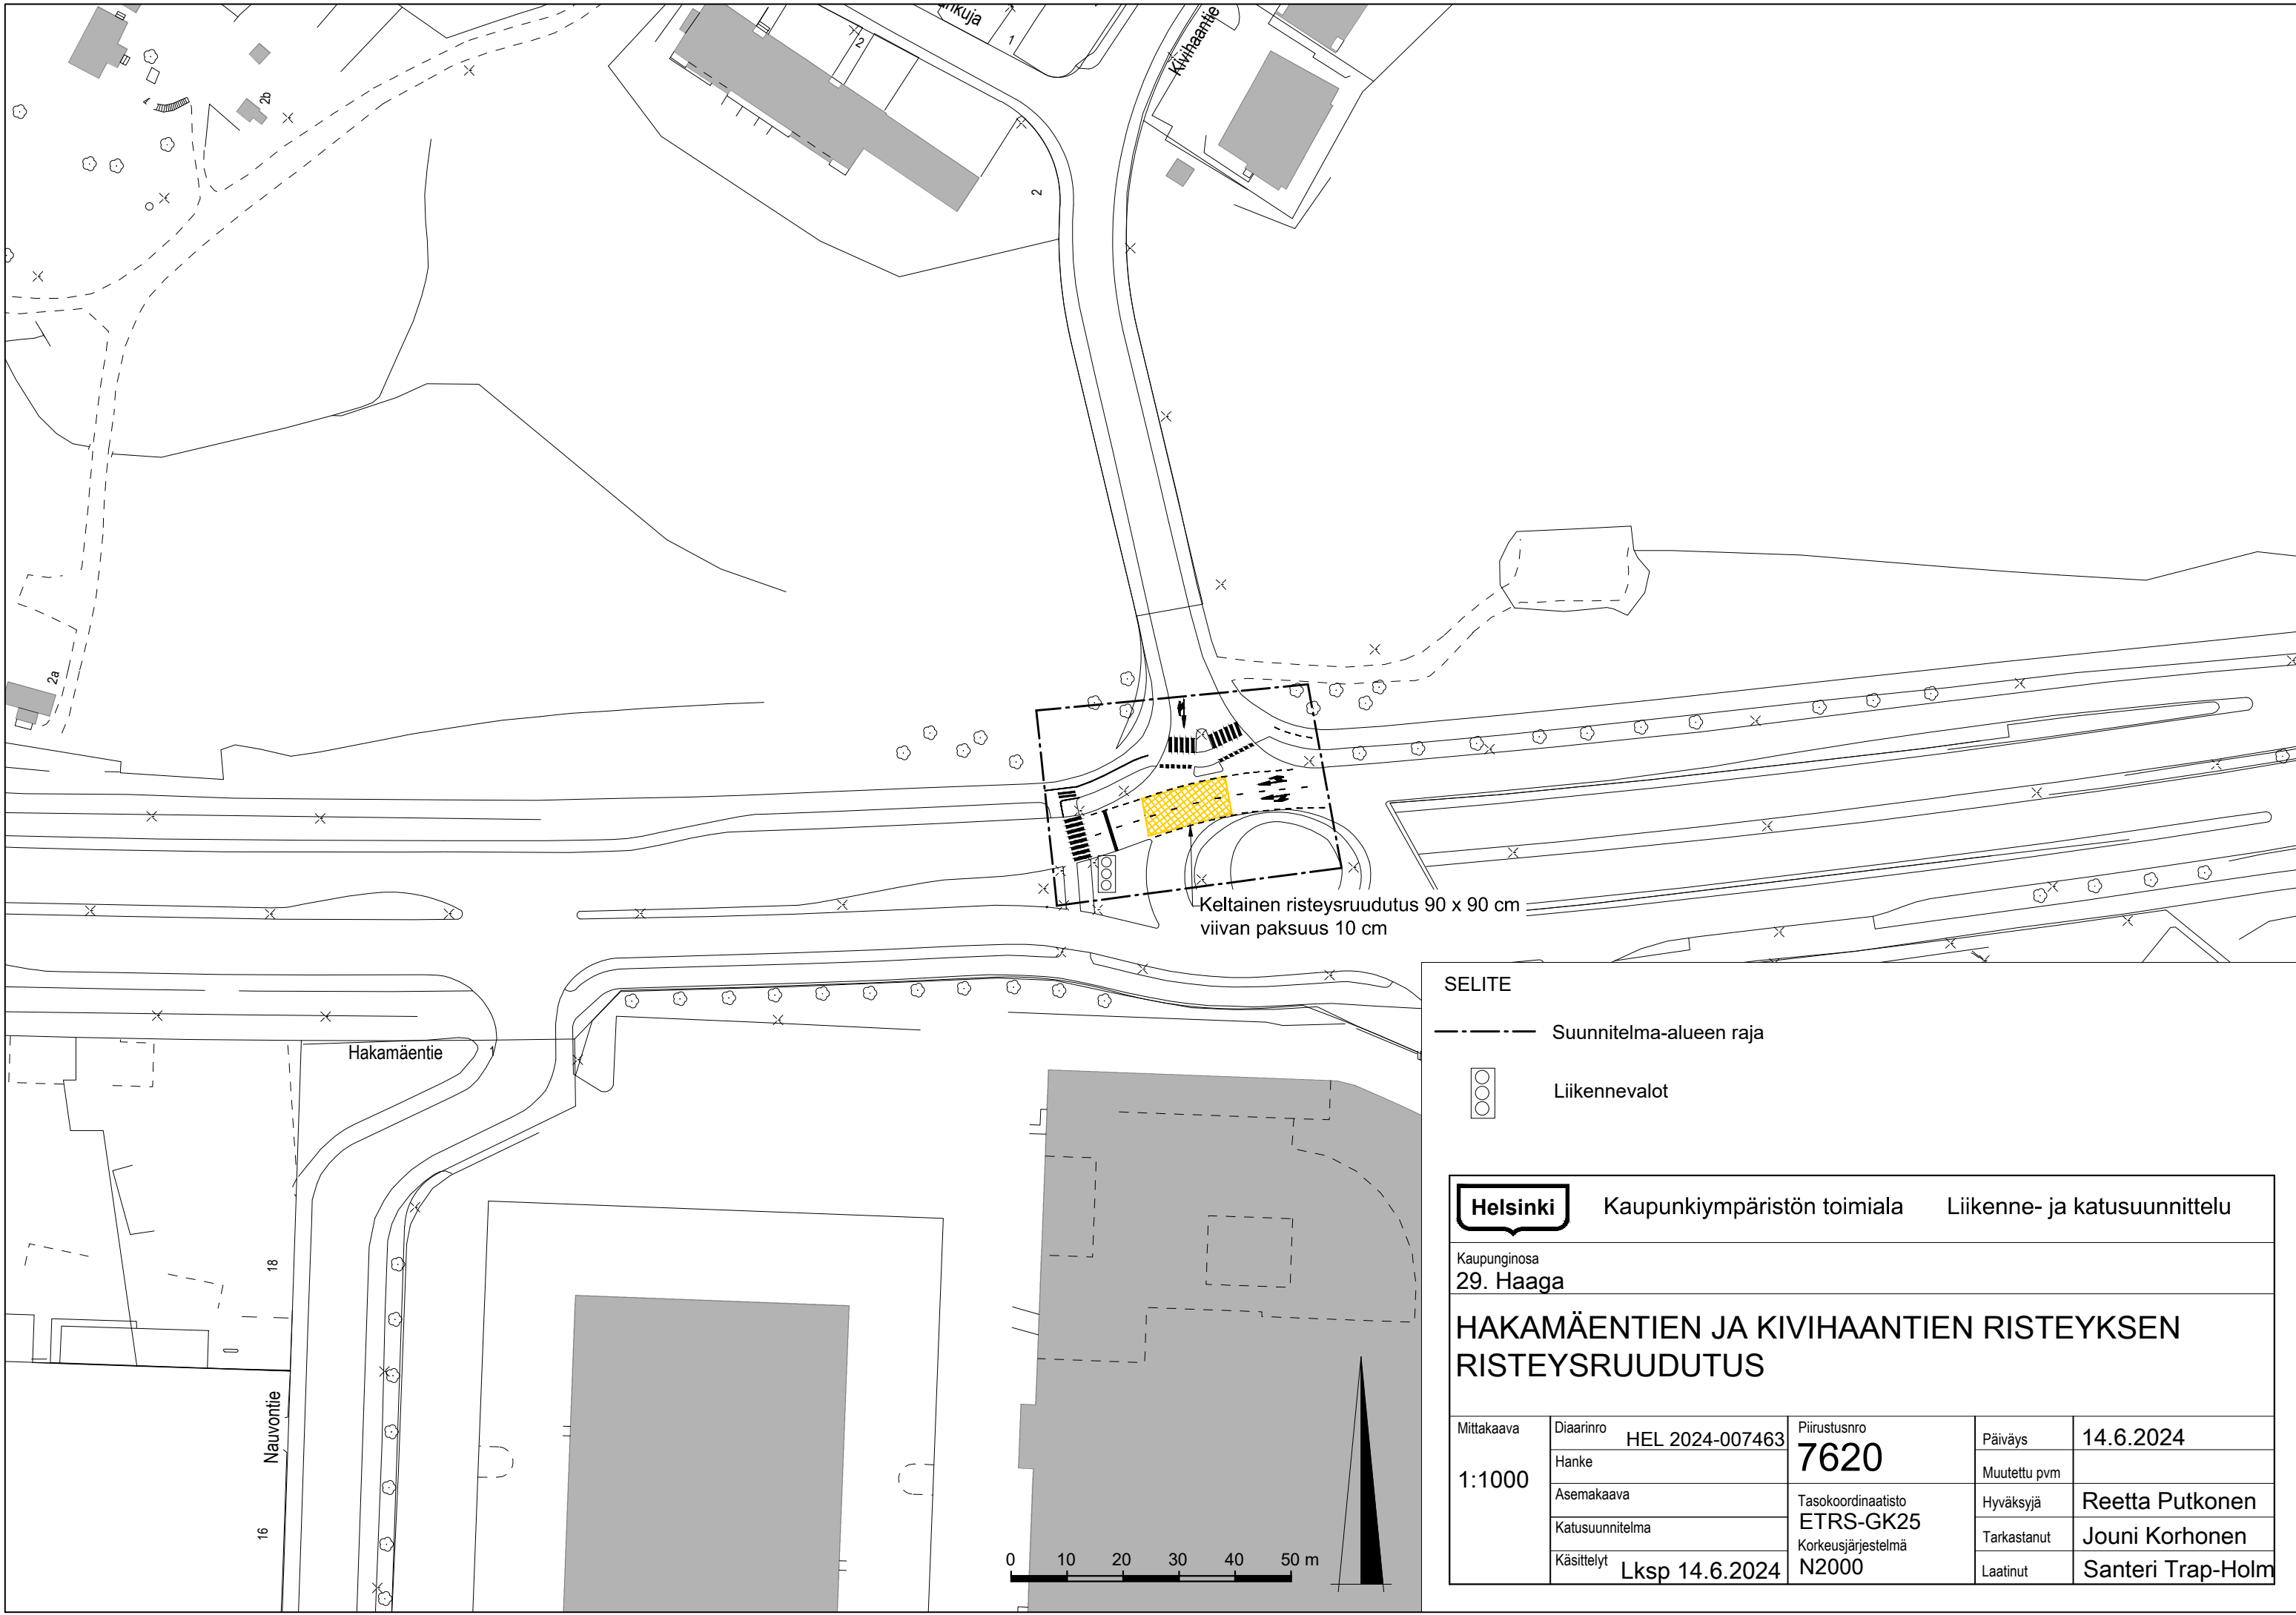 Kivihaantie
2
1
2b
2
2a
Keltainen risteysruudutus 90 x 90 cm
viivan paksuus 10 cm
Hakamäentie
1
18
Nauvontie
16
0 10 20 30 40 50 m
SELITE
Suunnitelma-alueen raja
Liikennevalot
Helsinki Kaupunkiympäristön toimiala Liikenne- ja katusuunnittelu
Kaupunginosa
29. Haaga
HAKAMÄENTIEN JA KIVIHAANTIEN RISTEYKSEN
RISTEYSRUUDUTUS
Mittakaava
1:1000
Diaarinro HEL 2024-007463
Hanke
Asemakaava
Katusuunnitelma
Käsittelyt Lksp 14.6.2024
Piirustusnro
7620
Tasokoordinaatisto
ETRS-GK25
Korkeusjärjestelmä
N2000
Päiväys 14.6.2024
Muutettu pvm
Hyväksyjä Reetta Putkonen
Tarkastanut Jouni Korhonen
Laatinut Santeri Trap-Holm